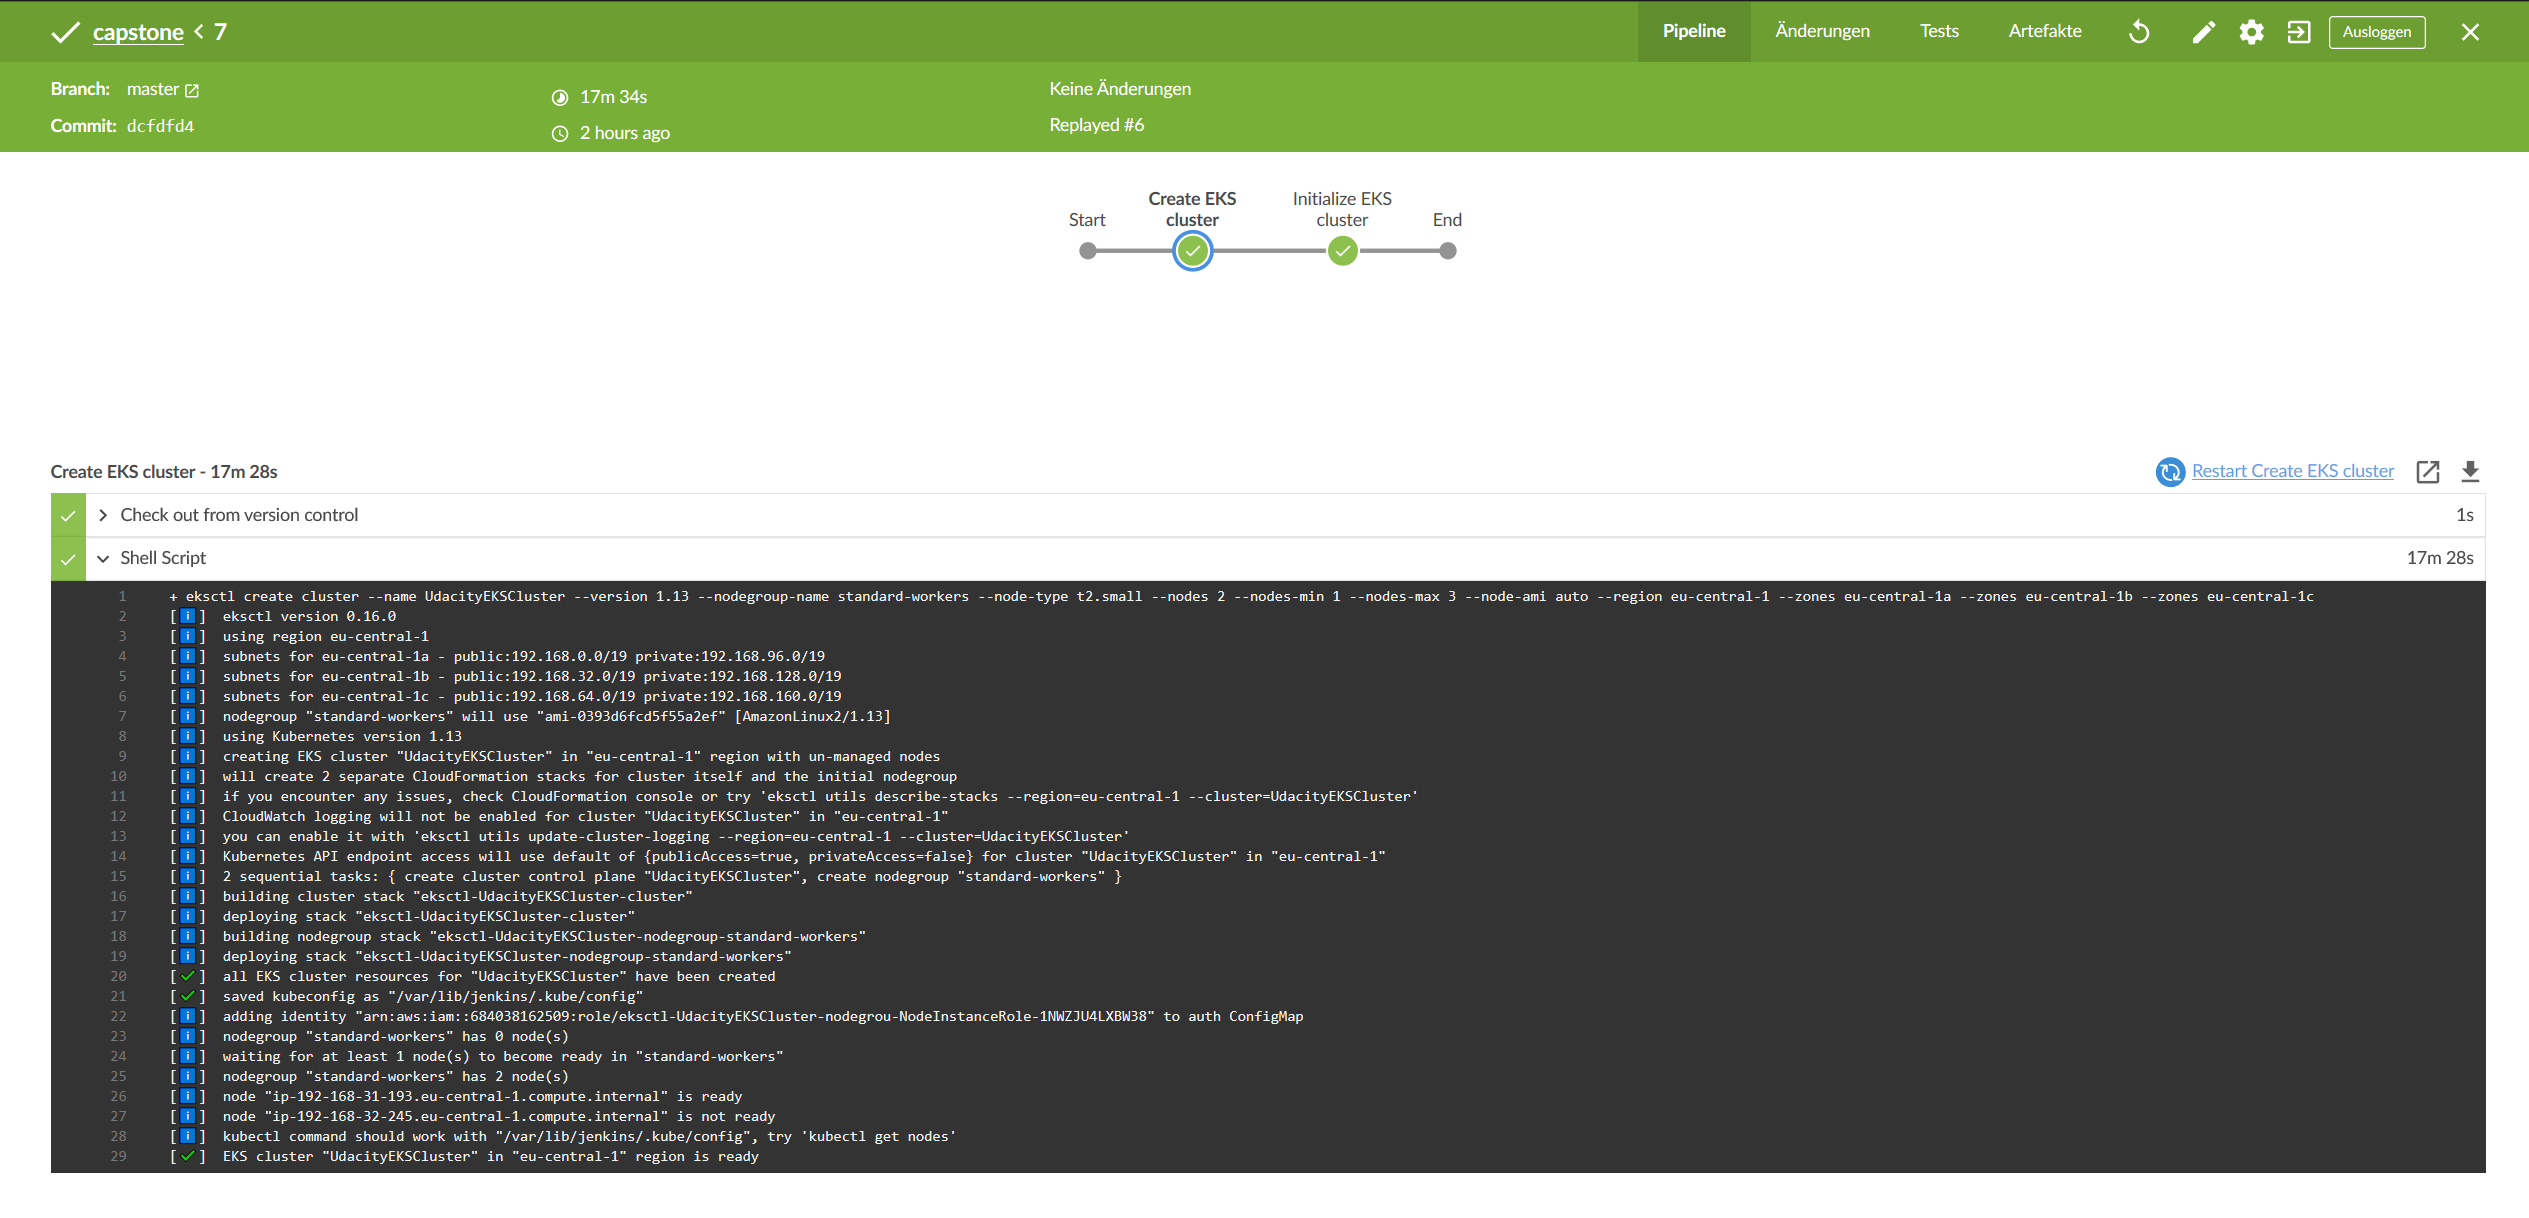 capstone < 7
Pipeline
Änderungen
Tests
Artefakte
Ausloggen
Branch: master
Commit: dcfdfd4
17m 34s
2 hours ago
Keine Änderungen
Replayed #6
Start
Create EKS
cluster
Initialize EKS
cluster
End
Create EKS cluster - 17m 28s
Restart Create EKS cluster
Check out from version control
1s
Shell Script
17m 28s
1 + eksctl create cluster --name UdacityEKSCluster --version 1.13 --nodegroup-name standard-workers --node-type t2.small --nodes 2 --nodes-min 1 --nodes-max 3 --node-ami auto --region eu-central-1 --zones eu-central-1a --zones eu-central-1b --zones eu-central-1c
2 [ℹ] eksctl version 0.16.0
3 [ℹ] using region eu-central-1
4 [ℹ] subnets for eu-central-1a - public:192.168.0.0/19 private:192.168.96.0/19
5 [ℹ] subnets for eu-central-1b - public:192.168.32.0/19 private:192.168.128.0/19
6 [ℹ] subnets for eu-central-1c - public:192.168.64.0/19 private:192.168.160.0/19
7 [ℹ] nodegroup "standard-workers" will use "ami-0393d6fcd5f55a2ef" [AmazonLinux2/1.13]
8 [ℹ] using Kubernetes version 1.13
9 [ℹ] creating EKS cluster "UdacityEKSCluster" in "eu-central-1" region with un-managed nodes
10 [ℹ] will create 2 separate CloudFormation stacks for cluster itself and the initial nodegroup
11 [ℹ] if you encounter any issues, check CloudFormation console or try 'eksctl utils describe-stacks --region=eu-central-1 --cluster=UdacityEKSCluster'
12 [ℹ] CloudWatch logging will not be enabled for cluster "UdacityEKSCluster" in "eu-central-1"
13 [ℹ] you can enable it with 'eksctl utils update-cluster-logging --region=eu-central-1 --cluster=UdacityEKSCluster'
14 [ℹ] Kubernetes API endpoint access will use default of {publicAccess=true, privateAccess=false} for cluster "UdacityEKSCluster" in "eu-central-1"
15 [ℹ] 2 sequential tasks: { create cluster control plane "UdacityEKSCluster", create nodegroup "standard-workers" }
16 [ℹ] building cluster stack "eksctl-UdacityEKSCluster-cluster"
17 [ℹ] deploying stack "eksctl-UdacityEKSCluster-cluster"
18 [ℹ] building nodegroup stack "eksctl-UdacityEKSCluster-nodegroup-standard-workers"
19 [ℹ] deploying stack "eksctl-UdacityEKSCluster-nodegroup-standard-workers"
20 [✔] all EKS cluster resources for "UdacityEKSCluster" have been created
21 [✔] saved kubeconfig as "/var/lib/jenkins/.kube/config"
22 [ℹ] adding identity "arn:aws:iam::684038162509:role/eksctl-UdacityEKSCluster-nodegrou-NodeInstanceRole-1NWZJU4LXBW38" to auth ConfigMap
23 [ℹ] nodegroup "standard-workers" has 0 node(s)
24 [ℹ] waiting for at least 1 node(s) to become ready in "standard-workers"
25 [ℹ] nodegroup "standard-workers" has 2 node(s)
26 [ℹ] node "ip-192-168-31-193.eu-central-1.compute.internal" is ready
27 [ℹ] node "ip-192-168-32-245.eu-central-1.compute.internal" is not ready
28 [ℹ] kubectl command should work with "/var/lib/jenkins/.kube/config", try 'kubectl get nodes'
29 [✔] EKS cluster "UdacityEKSCluster" in "eu-central-1" region is ready